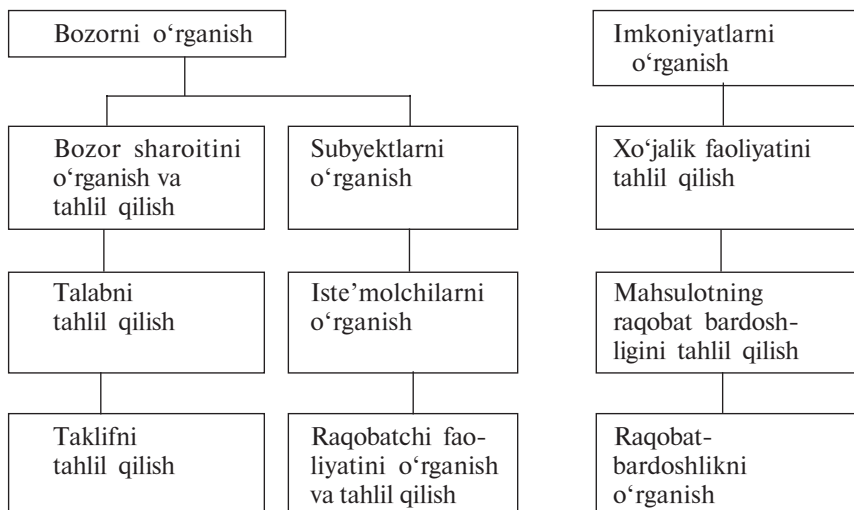 Bozorni o‘rganish
Imkoniyatlarni
o‘rganish
Bozor sharoitini
o‘rganish va
tahlil qilish
Subyektlarni
o‘rganish
Xo‘jalik faoliyatini
tahlil qilish
Talabni
tahlil qilish
Iste’molchilarni
o‘rganish
Mahsulotning
raqobat bardosh-
ligini tahlil qilish
Taklifni
tahlil qilish
Raqobatchi fao-
liyatini o‘rganish
va tahlil qilish
Raqobat-
bardoshlikni
o‘rganish